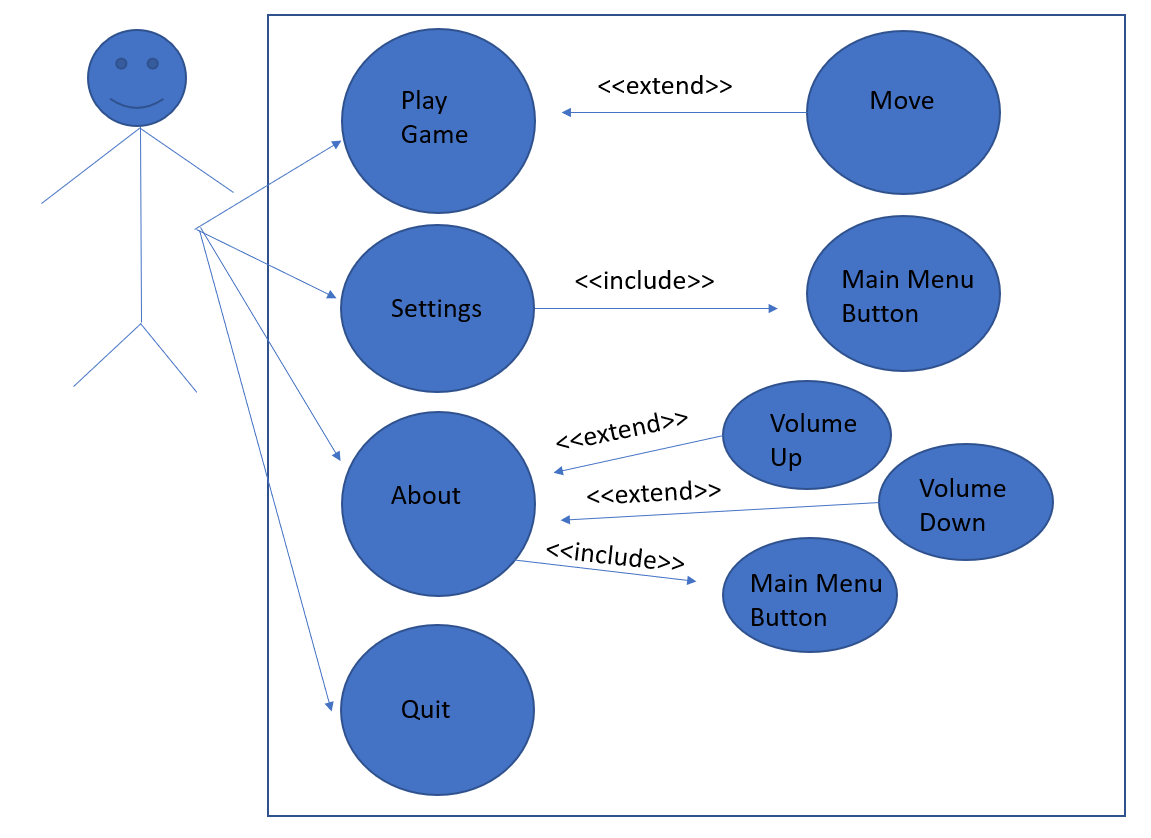 Play
Game
<<extend>>
Move
Settings
<<include>>
Main Menu
Button
About
<<extend>>
Volume
Up
<<extend>>
Volume
Down
<<include>>
Main Menu
Button
Quit